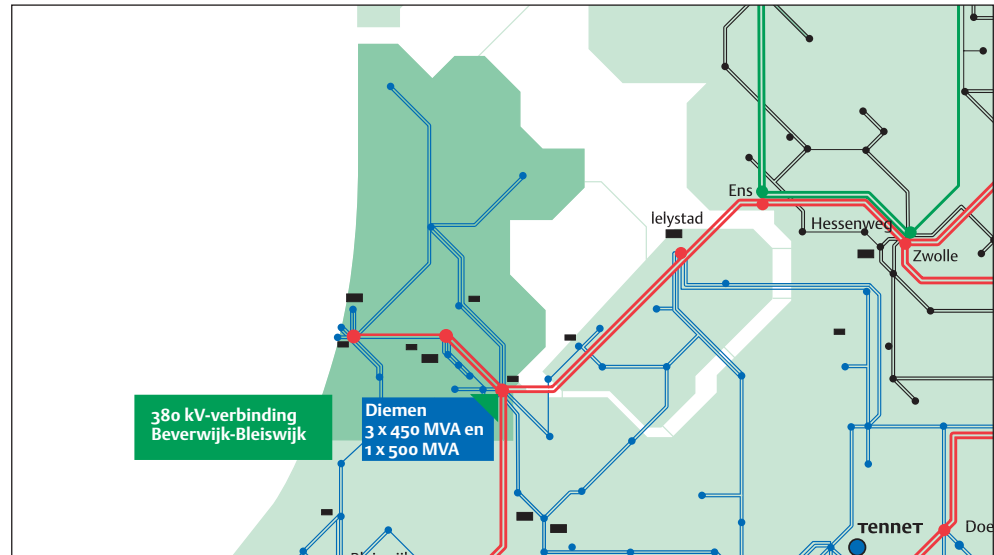 Ens
lelystad
Hessenweg
Zwolle
380 kV-verbinding
Beverwijk-Bleiswijk
Diemen
3 x 450 MVA en
1 x 500 MVA
TenneT